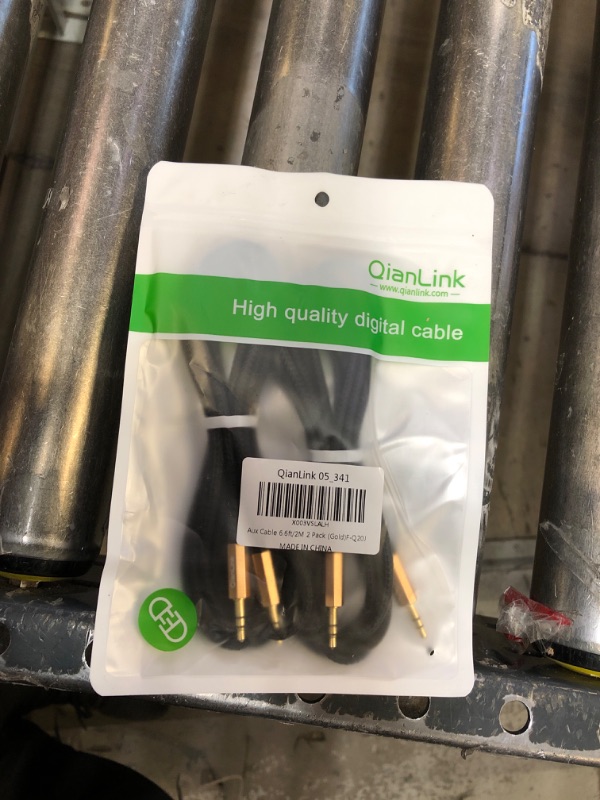 QianLink
www.qianlink.com
High quality digital cable
QianLink 05_341
X003VSLALH
Aux Cable 6.6ft/2M 2 Pack (Gold)F-Q20)
MADE IN CHINA